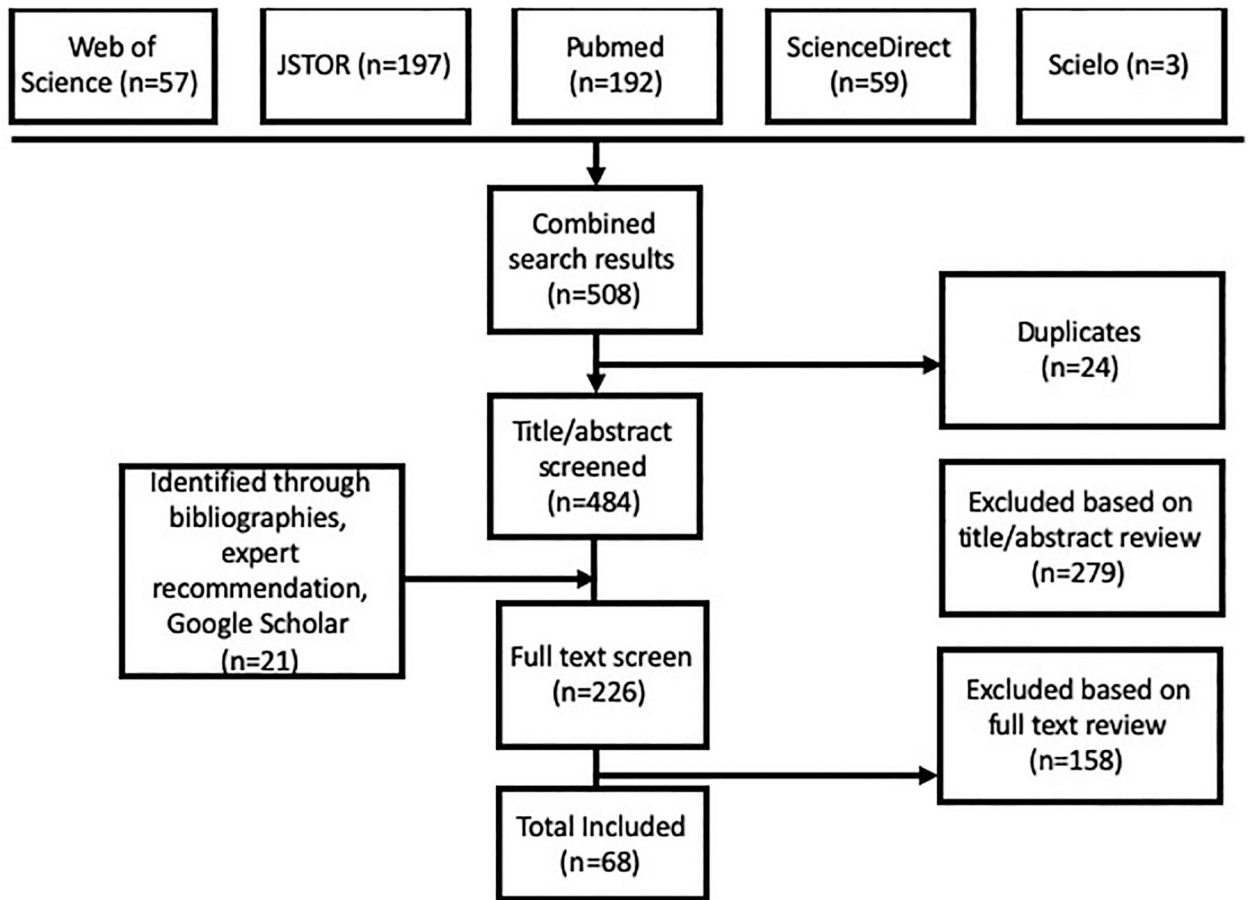 Web of
Science (n=57)
JSTOR (n=197)
Pubmed
(n=192)
ScienceDirect
(n=59)
Scielo (n=3)
Combined
search results
(n=508)
Duplicates
(n=24)
Title/abstract
screened
(n=484)
Identified through
bibliographies,
expert
recommendation,
Google Scholar
(n=21)
Excluded based on
title/abstract review
(n=279)
Full text screen
(n=226)
Excluded based on
full text review
(n=158)
Total Included
(n=68)